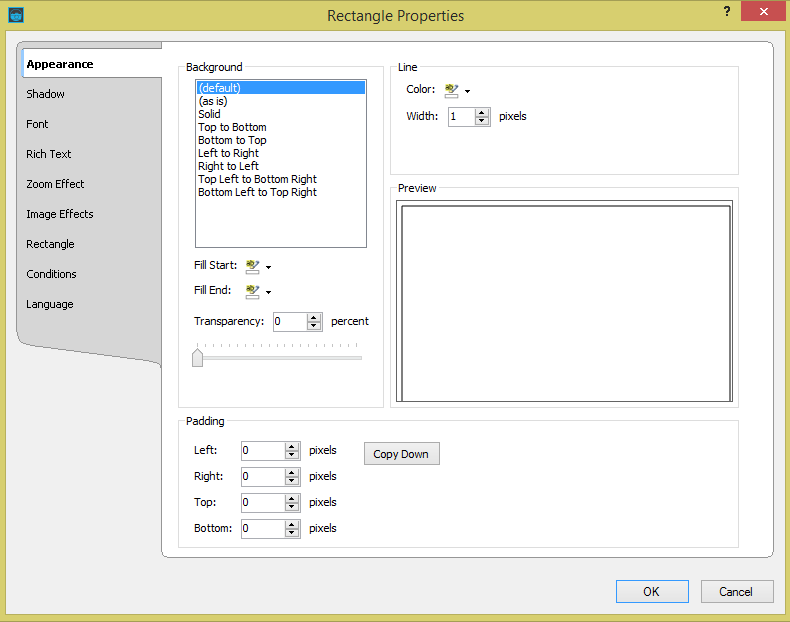 Rectangle Properties
?
Appearance
Shadow
Font
Rich Text
Zoom Effect
Image Effects
Rectangle
Conditions
Language
Background
(default)
(as is)
Solid
Top to Bottom
Bottom to Top
Left to Right
Right to Left
Top Left to Bottom Right
Bottom Left to Top Right
Fill Start:
Fill End:
Transparency: 0 percent
Line
Color:
Width: 1 pixels
Preview
Padding
Left: 0 pixels Copy Down
Right: 0 pixels
Top: 0 pixels
Bottom: 0 pixels
OK Cancel